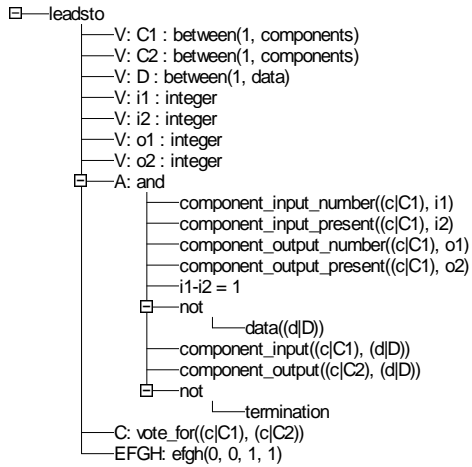 leadsto
V: C1 : between(1, components)
V: C2 : between(1, components)
V: D : between(1, data)
V: i1 : integer
V: i2 : integer
V: o1 : integer
V: o2 : integer
A: and
component_input_number((c|C1), i1)
component_input_present((c|C1), i2)
component_output_number((c|C1), o1)
component_output_present((c|C1), o2)
i1-i2 = 1
not
data((d|D))
component_input((c|C1), (d|D))
component_output((c|C2), (d|D))
not
termination
C: vote_for((c|C1), (c|C2))
EFGH: efgh(0, 0, 1, 1)